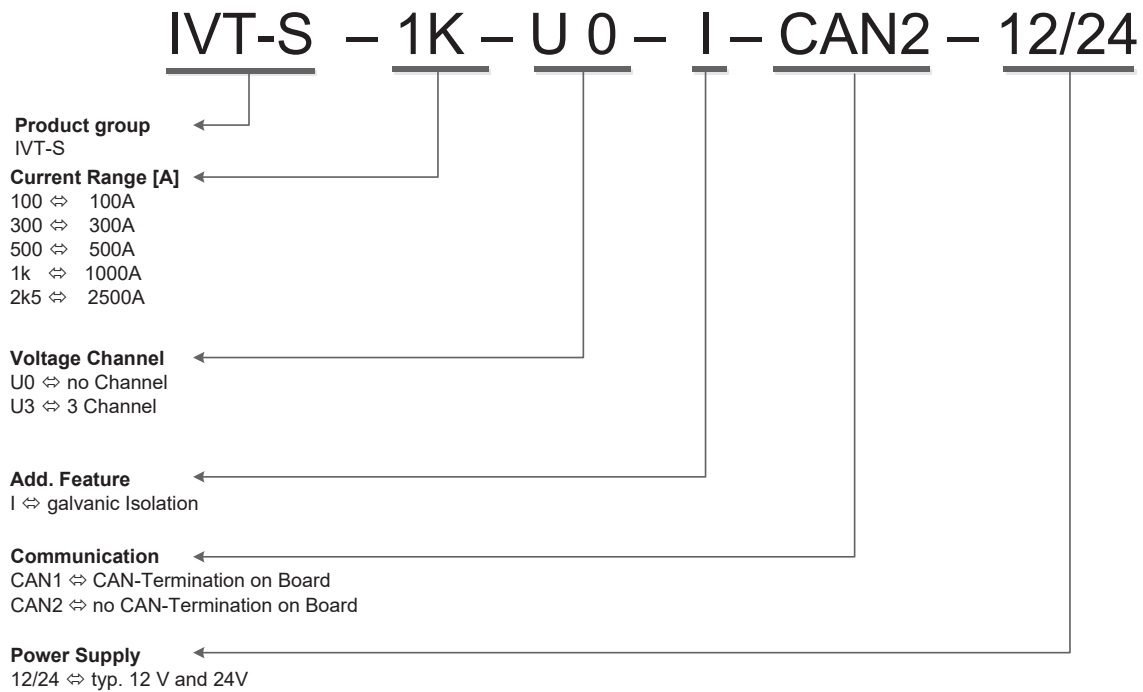 IVT-S – 1K – U 0 – I – CAN2 – 12/24
Product group
IVT-S
Current Range [A]
100 ⇔ 100A
300 ⇔ 300A
500 ⇔ 500A
1k ⇔ 1000A
2k5 ⇔ 2500A
Voltage Channel
U0 ⇔ no Channel
U3 ⇔ 3 Channel
Add. Feature
I ⇔ galvanic Isolation
Communication
CAN1 ⇔ CAN-Termination on Board
CAN2 ⇔ no CAN-Termination on Board
Power Supply
12/24 ⇔ typ. 12 V and 24V